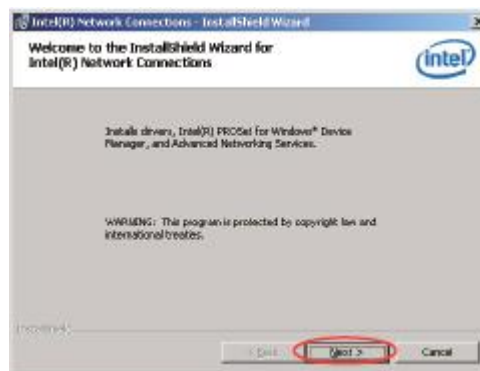 Intel(R) Network Connections - InstallShield Wizard
Welcome to the InstallShield Wizard for
Intel(R) Network Connections
intel
Installs drivers, Intel(R) PROSet for Windows* Device
Manager, and Advanced Networking Services.
WARNING: This program is protected by copyright law and
international treaties.
InstallShield
< Back
Next >
Cancel